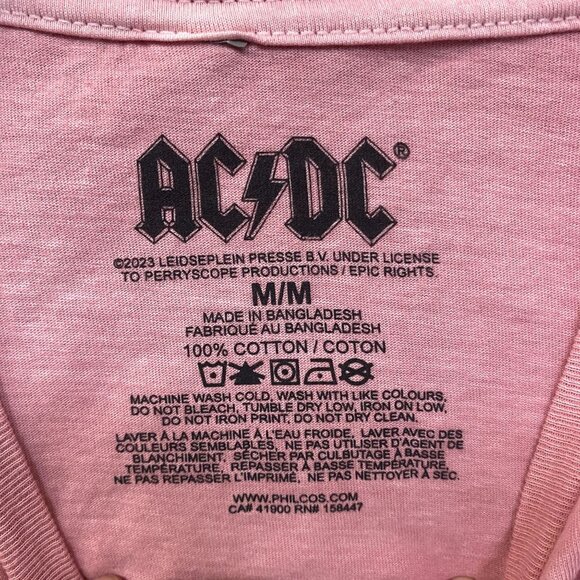 AC/DC®
©2023 LEIDSEPLEIN PRESSE B.V. UNDER LICENSE
TO PERRYSCOPE PRODUCTIONS / EPIC RIGHTS.
M/M
MADE IN BANGLADESH
FABRIQUÉ AU BANGLADESH
100% COTTON / COTON
MACHINE WASH COLD, WASH WITH LIKE COLOURS,
DO NOT BLEACH, TUMBLE DRY LOW, IRON ON LOW,
DO NOT IRON PRINT, DO NOT DRY CLEAN.
LAVER À LA MACHINE À L'EAU FROIDE, LAVER AVEC DES
COULEURS SEMBLABLES, NE PAS UTILISER D'AGENT DE
BLANCHIMENT, SÉCHER PAR CULBUTAGE À BASSE
TEMPÉRATURE, REPASSER À BASSE TEMPÉRATURE, NE
PAS REPASSER L'IMPRIMÉ, NE PAS NETTOYER À SEC.
WWW.PHILCOS.COM
CA# 41900 RN# 158447